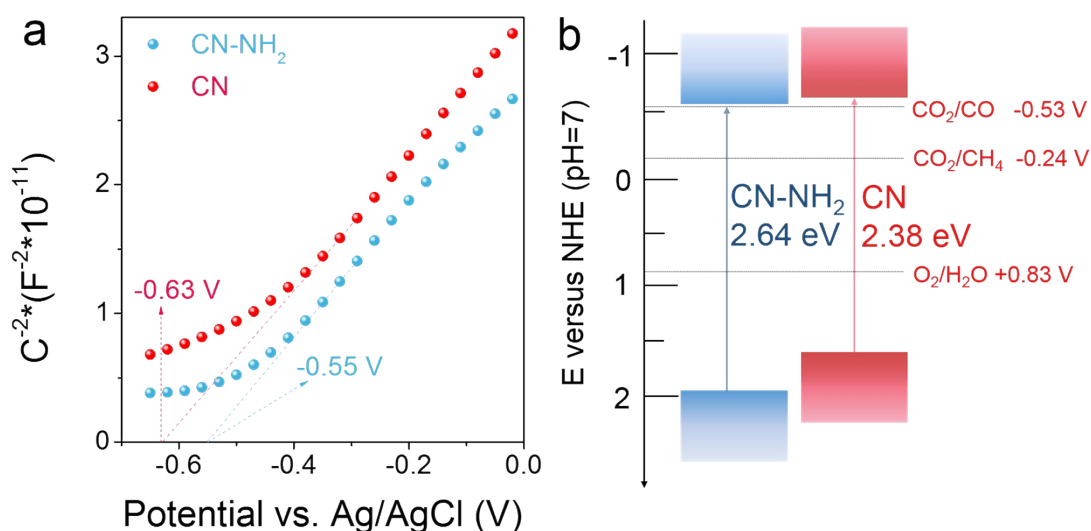 a
CN-NH₂
CN
3
2
1
0
-0.63 V
-0.55 V
-0.6
-0.4
-0.2
0.0
C⁻²*(F⁻²*10⁻¹¹)
Potential vs. Ag/AgCl (V)
b
E versus NHE (pH=7)
-1
0
1
2
CO₂/CO -0.53 V
CO₂/CH₄ -0.24 V
CN-NH₂
2.64 eV
CN
2.38 eV
O₂/H₂O +0.83 V